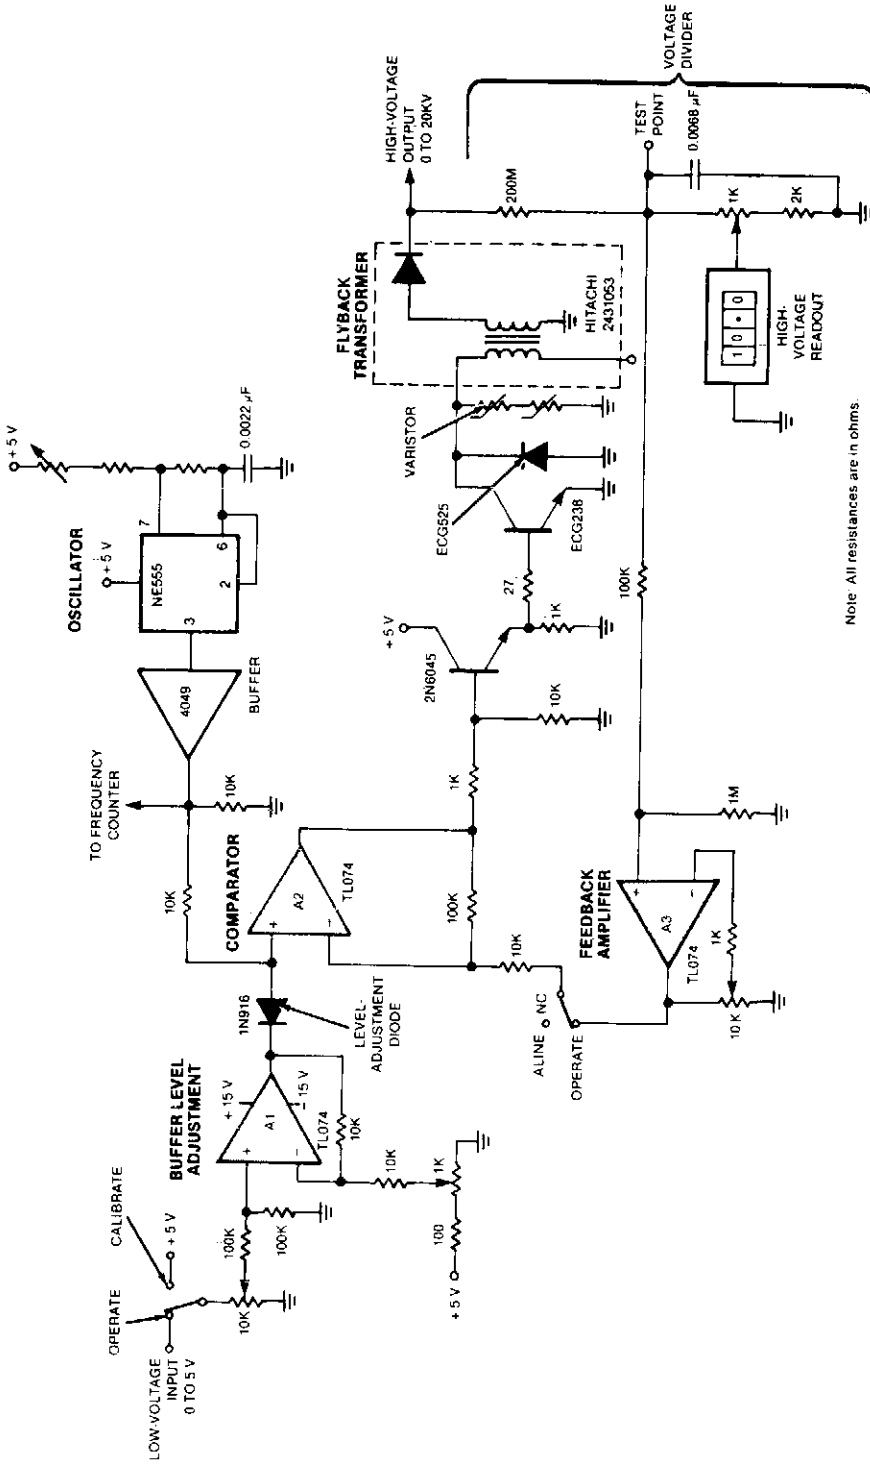 LOW-VOLTAGE
INPUT
0 TO 5 V
OPERATE
CALIBRATE
+ 5 V
10K
100K
100K
BUFFER LEVEL
ADJUSTMENT
+ 15 V
- 15 V
+
-
A1
TL074
10K
10K
1K
100
+ 5 V
1N916
LEVEL-
ADJUSTMENT
DIODE
COMPARATOR
+
-
A2
TL074
10K
TO FREQUENCY
COUNTER
10K
4049
BUFFER
OSCILLATOR
+ 5 V
NE555
3
7
6
2
+ 5 V
0.0022 µF
100K
10K
ALINE
NC
OPERATE
1K
10K
+ 5 V
2N6045
1K
27
ECG238
ECG525
VARISTOR
FLYBACK
TRANSFORMER
HITACHI
2431053
HIGH-VOLTAGE
OUTPUT
0 TO 20KV
200M
VOLTAGE
DIVIDER
TEST
POINT
0.0068 µF
1K
2K
1 0 . 0
HIGH-
VOLTAGE
READOUT
100K
1M
FEEDBACK
AMPLIFIER
+
-
A3
TL074
1K
10 K
Note: All resistances are in ohms.